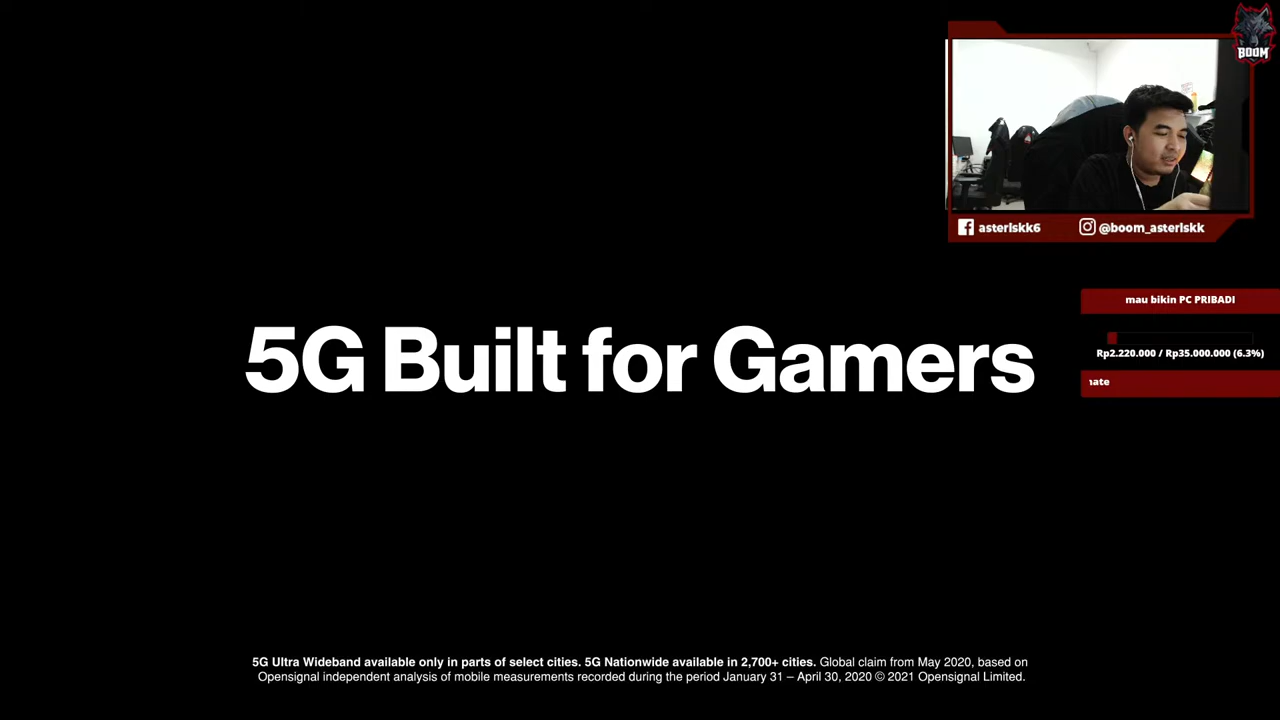 BOOM
asteriskk6
@boom_asteriskk
mau bikin PC PRIBADI
Rp2.220.000 / Rp35.000.000 (6.3%)
5G Built for Gamers
5G Ultra Wideband available only in parts of select cities. 5G Nationwide available in 2,700+ cities. Global claim from May 2020, based on
Opensignal independent analysis of mobile measurements recorded during the period January 31 – April 30, 2020 © 2021 Opensignal Limited.